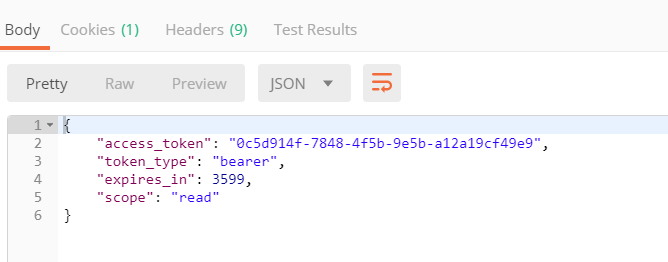 Body Cookies (1) Headers (9) Test Results
Pretty Raw Preview JSON
1 {
2 "access_token": "0c5d914f-7848-4f5b-9e5b-a12a19cf49e9",
3 "token_type": "bearer",
4 "expires_in": 3599,
5 "scope": "read"
6 }